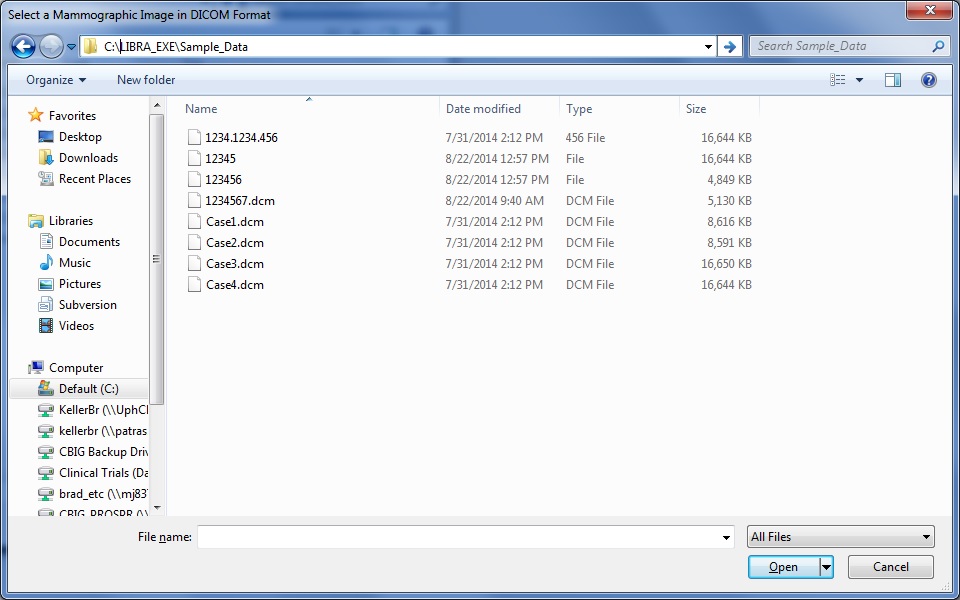 Select a Mammographic Image in DICOM Format
C:\LIBRA_EXE\Sample_Data
Search Sample_Data
Organize
New folder
Favorites
Desktop
Downloads
Recent Places
Libraries
Documents
Music
Pictures
Subversion
Videos
Computer
Default (C:)
KellerBr (\\UphCl
kellerbr (\\patras
CBIG Backup Driv
Clinical Trials (Da
brad_etc (\\mj837
CBIG_PROSPR (\\
Name Date modified Type Size
1234.1234.456 7/31/2014 2:12 PM 456 File 16,644 KB
12345 8/22/2014 12:57 PM File 16,644 KB
123456 8/22/2014 12:57 PM File 4,849 KB
1234567.dcm 8/22/2014 9:40 AM DCM File 5,130 KB
Case1.dcm 7/31/2014 2:12 PM DCM File 8,616 KB
Case2.dcm 7/31/2014 2:12 PM DCM File 8,591 KB
Case3.dcm 7/31/2014 2:12 PM DCM File 16,650 KB
Case4.dcm 7/31/2014 2:12 PM DCM File 16,644 KB
File name:
All Files
Open
Cancel